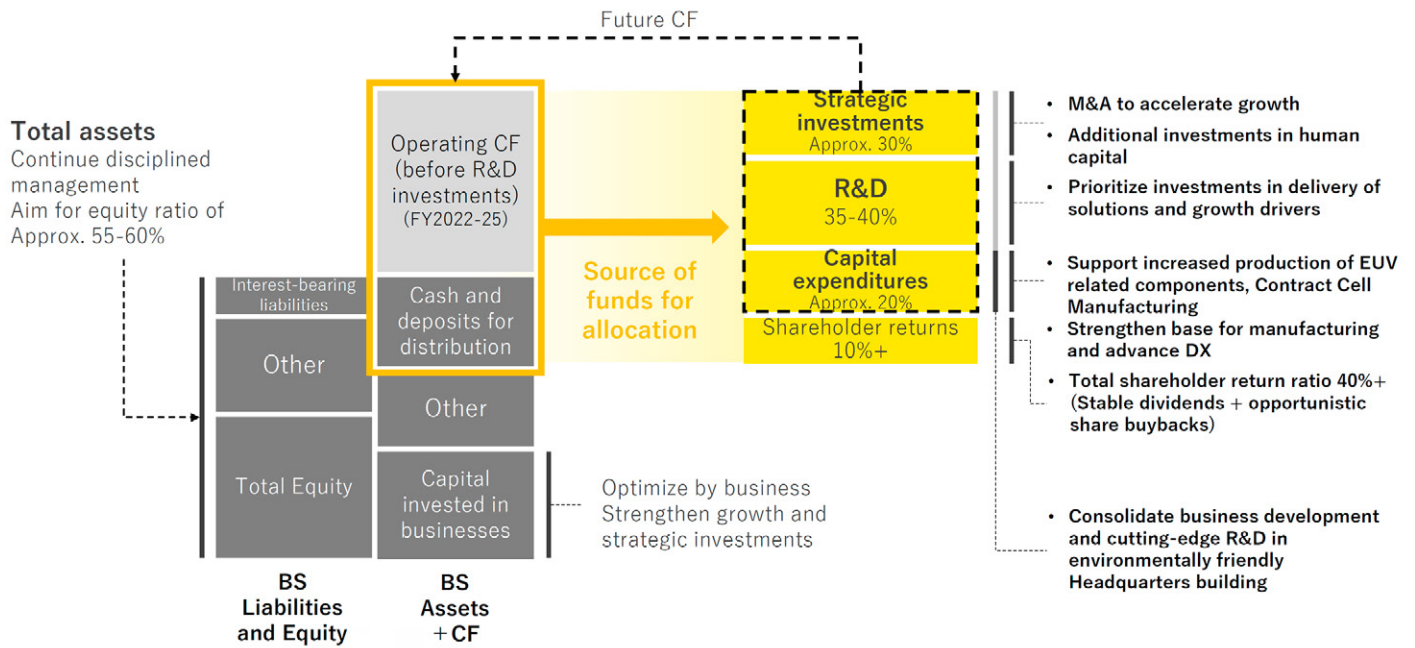 Future CF
Total assets
Continue disciplined
management
Aim for equity ratio of
Approx. 55-60%
Interest-bearing
liabilities
Other
Total Equity
BS
Liabilities
and Equity
Operating CF
(before R&D
investments)
(FY2022-25)
Cash and
deposits for
distribution
Other
Capital
invested in
businesses
BS
Assets
+CF
Source of
funds for
allocation
Optimize by business
Strengthen growth and
strategic investments
Strategic
investments
Approx. 30%
R&D
35-40%
Capital
expenditures
Approx. 20%
Shareholder returns
10%+
• M&A to accelerate growth
• Additional investments in human
capital
• Prioritize investments in delivery of
solutions and growth drivers
• Support increased production of EUV
related components, Contract Cell
Manufacturing
• Strengthen base for manufacturing
and advance DX
• Total shareholder return ratio 40%+
(Stable dividends + opportunistic
share buybacks)
• Consolidate business development
and cutting-edge R&D in
environmentally friendly
Headquarters building